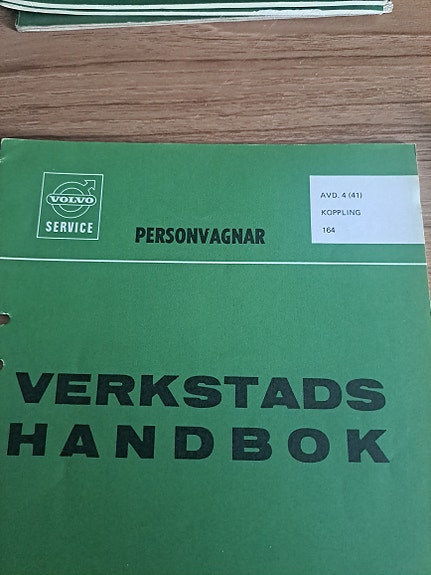 VOLVO
SERVICE
PERSONVAGNAR
AVD. 4 (41)
KOPPLING
164
VERKSTADS
HANDBOK